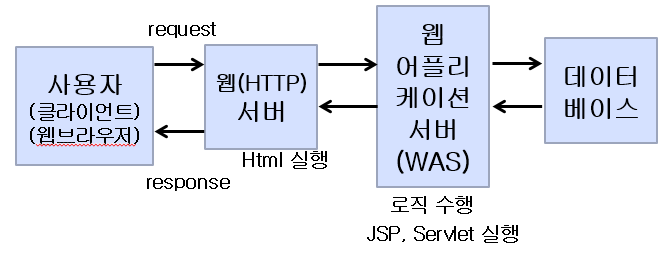 request
사용자
(클라이언트)
(웹브라우저)
response
웹(HTTP)
서버
Html 실행
웹
어플리
케이션
서버
(WAS)
로직 수행
JSP, Servlet 실행
데이터
베이스